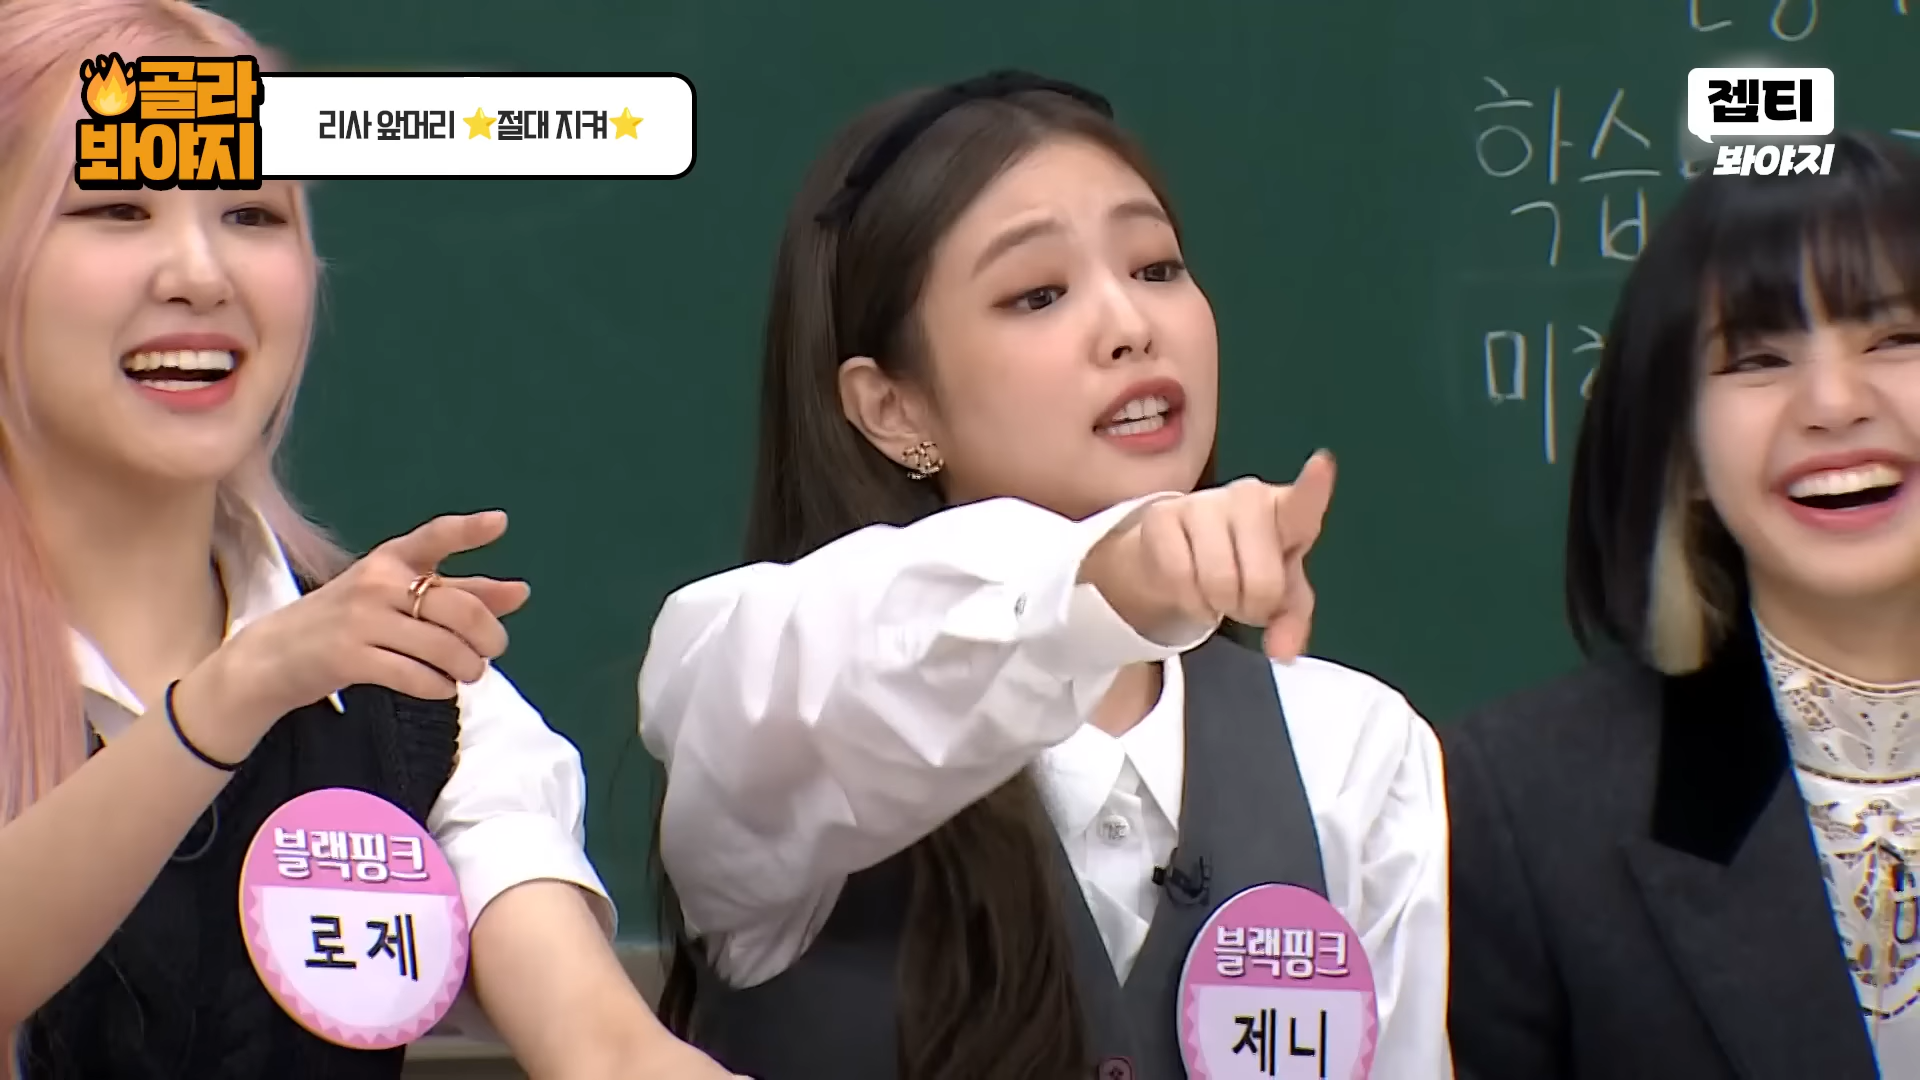 골라
봐야지
리사 앞머리 ⭐절대 지켜⭐
젭티
봐야지
학습
미
블랙핑크
로제
블랙핑크
제니